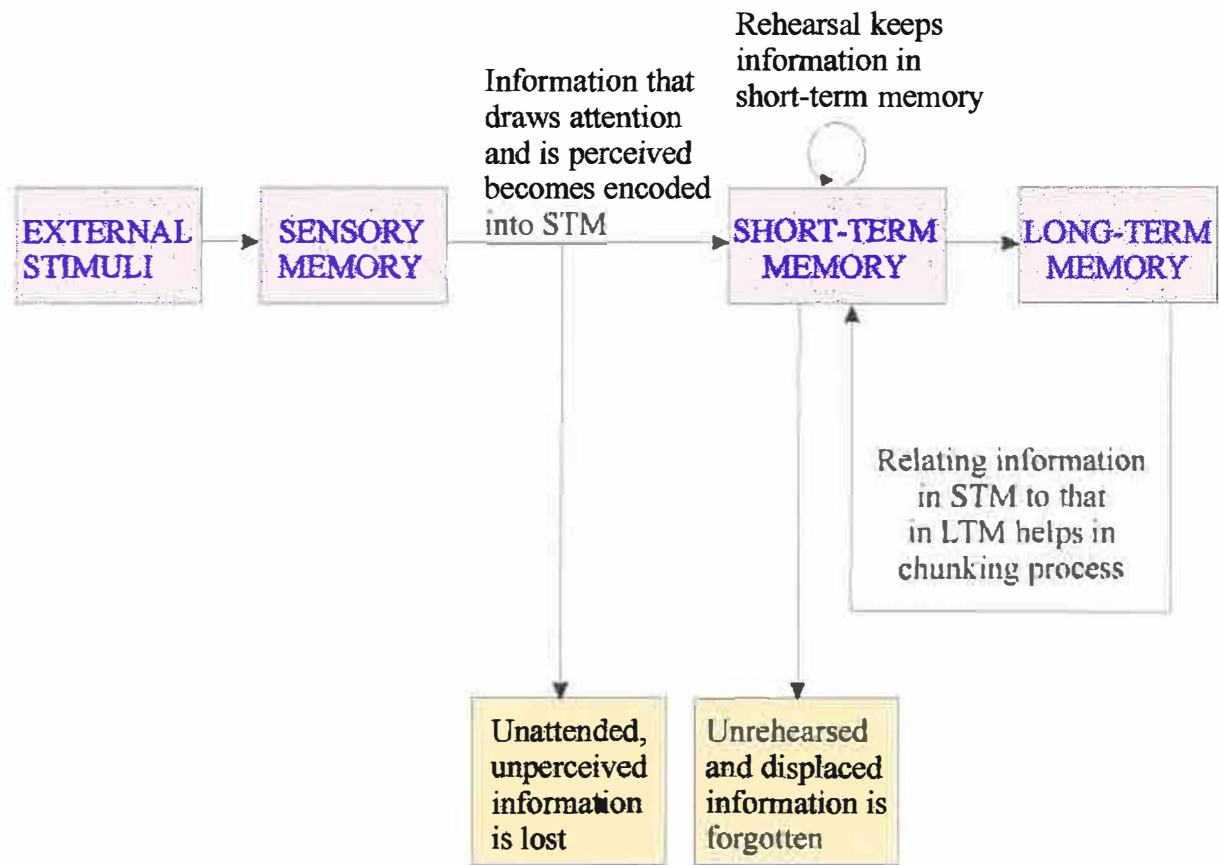 Rehearsal keeps
information in
short-term memory
Information that
draws attention
and is perceived
becomes encoded
into STM
EXTERNAL
STIMULI
SENSORY
MEMORY
SHORT-TERM
MEMORY
LONG-TERM
MEMORY
Relating information
in STM to that
in LTM helps in
chunking process
Unattended,
unperceived
information
is lost
Unrehearsed
and displaced
information is
forgotten